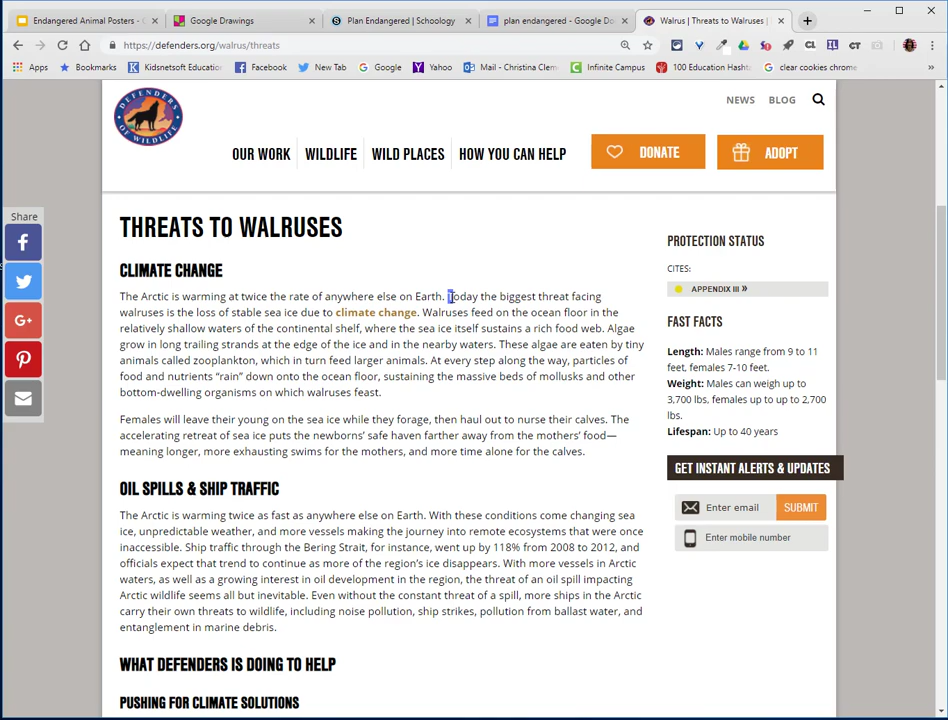 Endangered Animal Posters -
Google Drawings
Plan Endangered | Schoology
plan endangered - Google Do
Walrus | Threats to Walruses |
https://defenders.org/walrus/threats
Apps
Bookmarks
Kidsnetsoft Educatio
Facebook
New Tab
Google
Yahoo
Mail - Christina Clem
Infinite Campus
100 Education Hasht
clear cookies chrome
DEFENDERS
OF WILDLIFE
NEWS
BLOG
OUR WORK
WILDLIFE
WILD PLACES
HOW YOU CAN HELP
DONATE
ADOPT
Share
THREATS TO WALRUSES
CLIMATE CHANGE
The Arctic is warming at twice the rate of anywhere else on Earth. Today the biggest threat facing
walruses is the loss of stable sea ice due to climate change. Walruses feed on the ocean floor in the
relatively shallow waters of the continental shelf, where the sea ice itself sustains a rich food web. Algae
grow in long trailing strands at the edge of the ice and in the nearby waters. These algae are eaten by tiny
animals called zooplankton, which in turn feed larger animals. At every step along the way, particles of
food and nutrients “rain” down onto the ocean floor, sustaining the massive beds of mollusks and other
bottom-dwelling organisms on which walruses feast.
Females will leave their young on the sea ice while they forage, then haul out to nurse their calves. The
accelerating retreat of sea ice puts the newborns’ safe haven farther away from the mothers’ food—
meaning longer, more exhausting swims for the mothers, and more time alone for the calves.
OIL SPILLS & SHIP TRAFFIC
The Arctic is warming twice as fast as anywhere else on Earth. With these conditions come changing sea
ice, unpredictable weather, and more vessels making the journey into remote ecosystems that were once
inaccessible. Ship traffic through the Bering Strait, for instance, went up by 118% from 2008 to 2012, and
officials expect that trend to continue as more of the region’s ice disappears. With more vessels in Arctic
waters, as well as a growing interest in oil development in the region, the threat of an oil spill impacting
Arctic wildlife seems all but inevitable. Even without the constant threat of a spill, more ships in the Arctic
carry their own threats to wildlife, including noise pollution, ship strikes, pollution from ballast water, and
entanglement in marine debris.
WHAT DEFENDERS IS DOING TO HELP
PUSHING FOR CLIMATE SOLUTIONS
PROTECTION STATUS
CITES:
APPENDIX III »
FAST FACTS
Length: Males range from 9 to 11
feet, females 7-10 feet.
Weight: Males can weigh up to
3,700 lbs, females up to up to 2,700
lbs.
Lifespan: Up to 40 years
GET INSTANT ALERTS & UPDATES
Enter email
SUBMIT
Enter mobile number